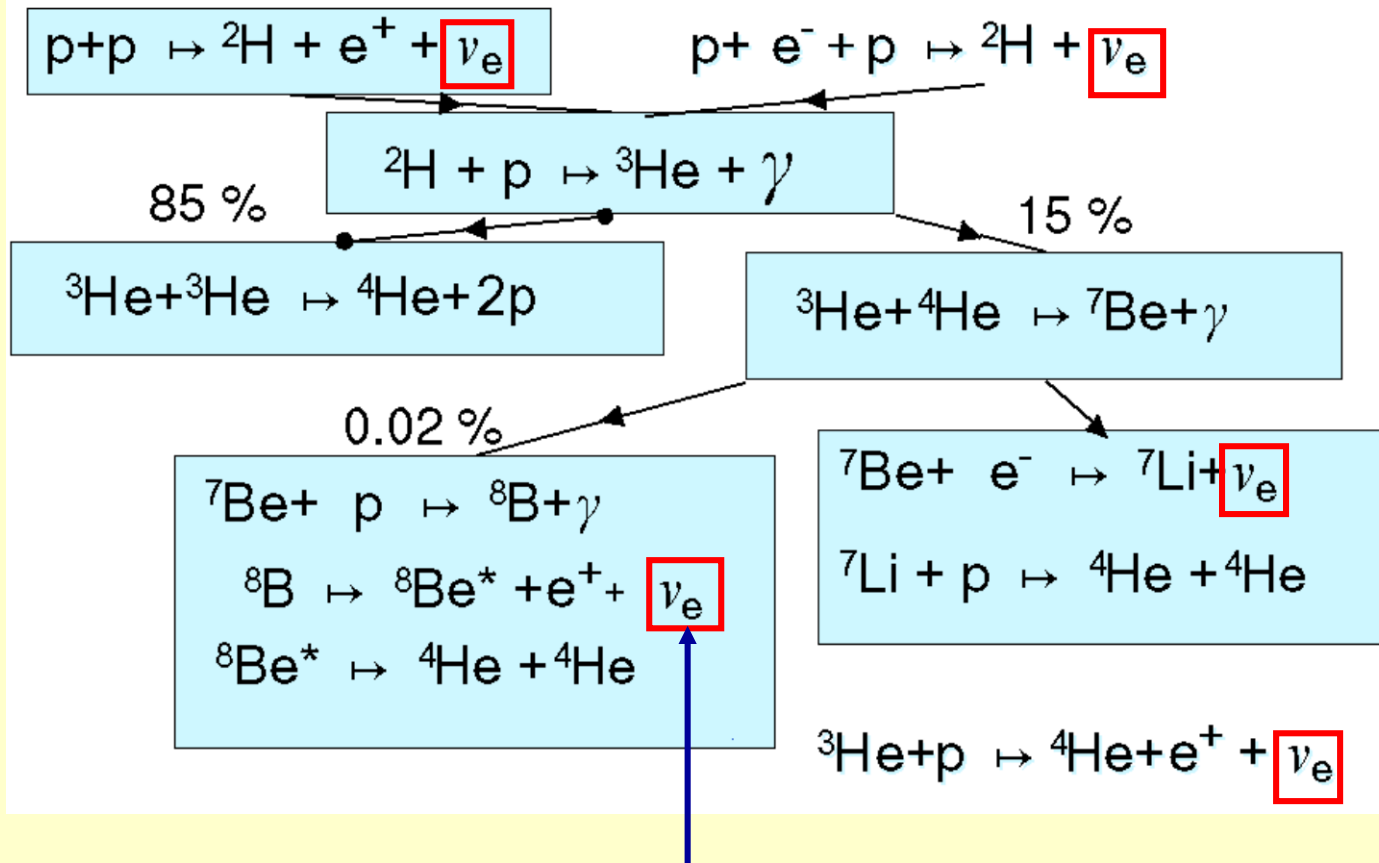 p+p ↦ ²H + e⁺ + νₑ
p+ e⁻ + p ↦ ²H + νₑ
²H + p ↦ ³He + γ
85 %
15 %
³He+³He ↦ ⁴He+2p
³He+⁴He ↦ ⁷Be+γ
0.02 %
⁷Be+ p ↦ ⁸B+γ
⁸B ↦ ⁸Be* +e⁺+ νₑ
⁸Be* ↦ ⁴He +⁴He
⁷Be+ e⁻ ↦ ⁷Li+νₑ
⁷Li + p ↦ ⁴He +⁴He
³He+p ↦ ⁴He+e⁺ + νₑ